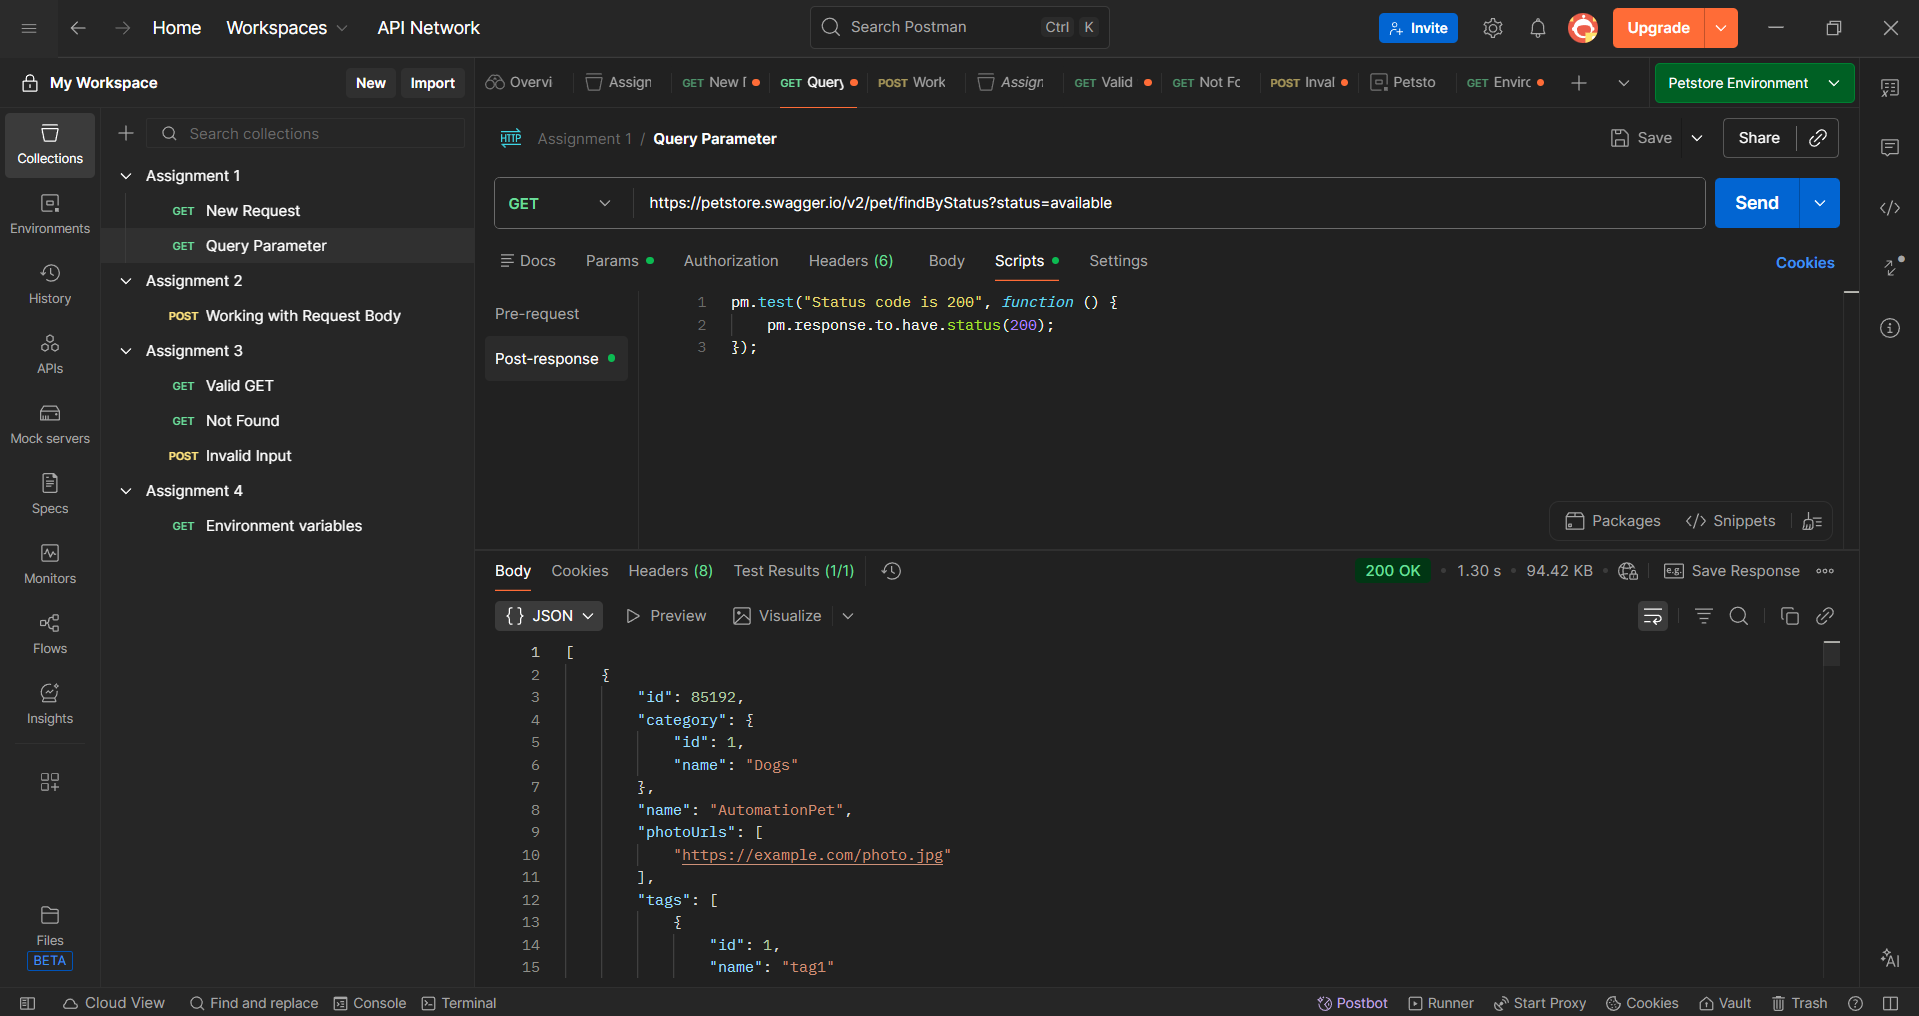 Home
Workspaces
API Network
Search Postman
Ctrl K
Invite
Upgrade
My Workspace
New
Import
Overvi
Assign
GET New
GET Query
POST Work
Assign
GET Valid
GET Not Fo
POST Inval
Petsto
GET Enviro
Petstore Environment
Collections
Environments
History
APIs
Mock servers
Specs
Monitors
Flows
Insights
Files
BETA
Search collections
Assignment 1
GET New Request
GET Query Parameter
Assignment 2
POST Working with Request Body
Assignment 3
GET Valid GET
GET Not Found
POST Invalid Input
Assignment 4
GET Environment variables
HTTP Assignment 1 / Query Parameter
Save
Share
GET
https://petstore.swagger.io/v2/pet/findByStatus?status=available
Send
Docs
Params
Authorization
Headers (6)
Body
Scripts
Settings
Cookies
Pre-request
Post-response
1 pm.test("Status code is 200", function () {
2 pm.response.to.have.status(200);
3 });
Packages
Snippets
Body
Cookies
Headers (8)
Test Results (1/1)
200 OK
1.30 s
94.42 KB
e.g. Save Response
{} JSON
Preview
Visualize
1 [
2 {
3 "id": 85192,
4 "category": {
5 "id": 1,
6 "name": "Dogs"
7 },
8 "name": "AutomationPet",
9 "photoUrls": [
10 "https://example.com/photo.jpg"
11 ],
12 "tags": [
13 {
14 "id": 1,
15 "name": "tag1"
AI
Cloud View
Find and replace
Console
Terminal
Postbot
Runner
Start Proxy
Cookies
Vault
Trash